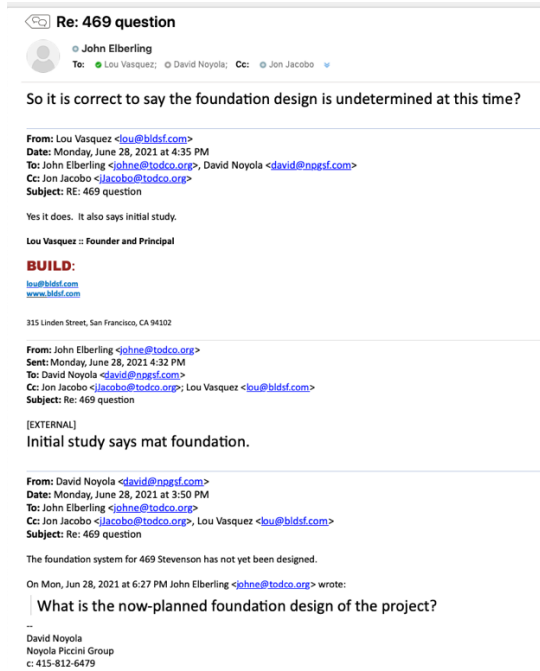 Re: 469 question
John Elberling
To: Lou Vasquez; David Noyola; Cc: Jon Jacobo
So it is correct to say the foundation design is undetermined at this time?
From: Lou Vasquez <lou@bldsf.com>
Date: Monday, June 28, 2021 at 4:35 PM
To: John Elberling <johne@todco.org>, David Noyola <david@npgsf.com>
Cc: Jon Jacobo <jJacobo@todco.org>
Subject: RE: 469 question
Yes it does. It also says initial study.
Lou Vasquez :: Founder and Principal
BUILD:
lou@bldsf.com
www.bldsf.com
315 Linden Street, San Francisco, CA 94102
From: John Elberling <johne@todco.org>
Sent: Monday, June 28, 2021 4:32 PM
To: David Noyola <david@npgsf.com>
Cc: Jon Jacobo <jJacobo@todco.org>; Lou Vasquez <lou@bldsf.com>
Subject: Re: 469 question
[EXTERNAL]
Initial study says mat foundation.
From: David Noyola <david@npgsf.com>
Date: Monday, June 28, 2021 at 3:50 PM
To: John Elberling <johne@todco.org>
Cc: Jon Jacobo <jJacobo@todco.org>, Lou Vasquez <lou@bldsf.com>
Subject: Re: 469 question
The foundation system for 469 Stevenson has not yet been designed.
On Mon, Jun 28, 2021 at 6:27 PM John Elberling <johne@todco.org> wrote:
What is the now-planned foundation design of the project?
--
David Noyola
Noyola Piccini Group
c: 415-812-6479